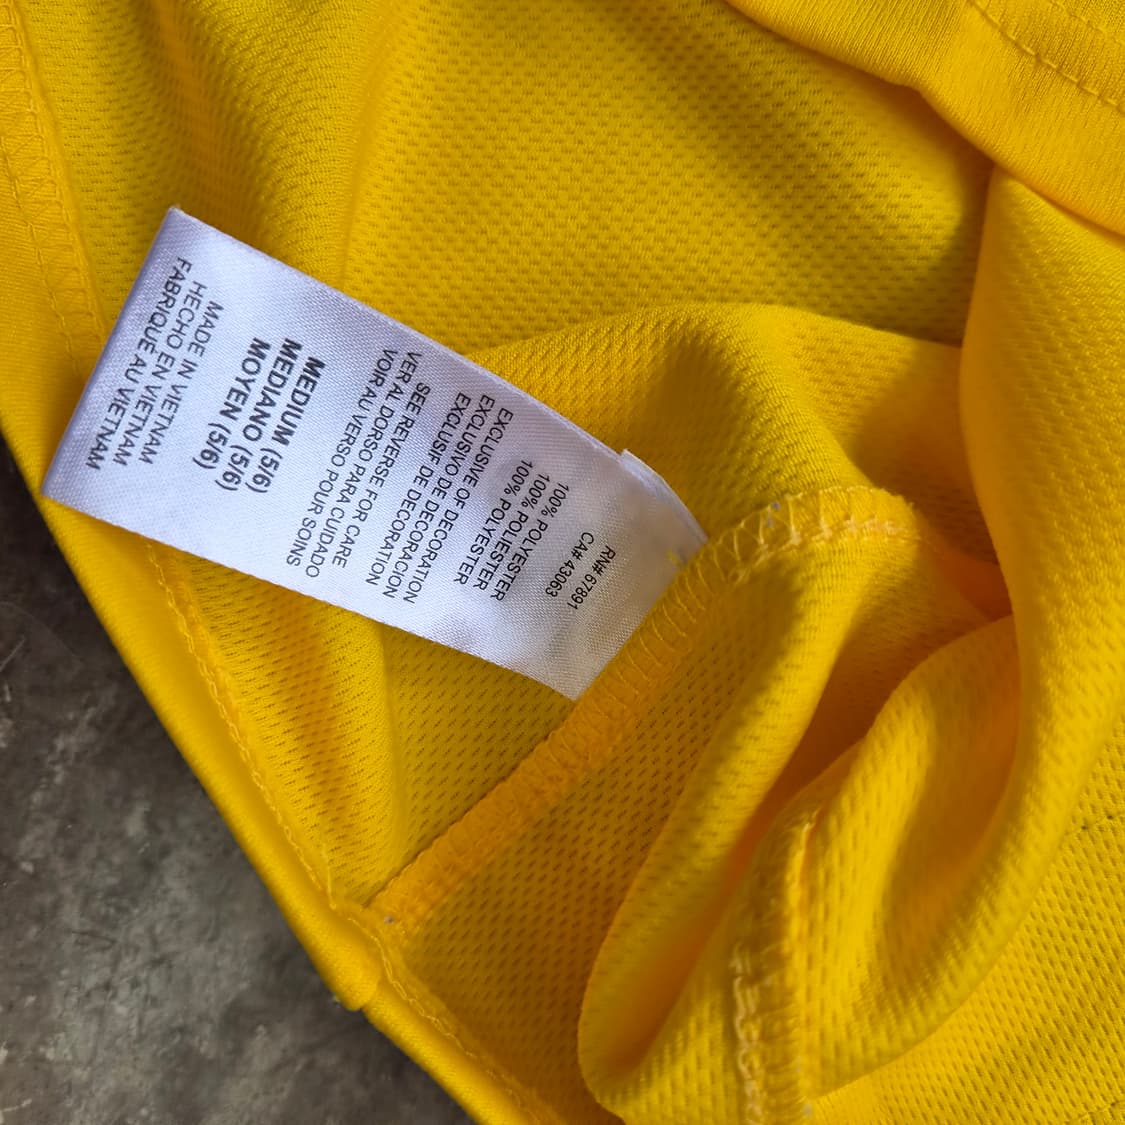 RN# 67891
CA# 43063
100% POLYESTER
100% POLIESTER
100% POLYESTER
EXCLUSIVE OF DECORATION
EXCLUSIVO DE DECORACION
EXCLUSIF DE DECORATION
SEE REVERSE FOR CARE
VER AL DORSO PARA CUIDADO
VOIR AU VERSO POUR SOINS
MEDIUM (5/6)
MEDIANO (5/6)
MOYEN (5/6)
MADE IN VIETNAM
HECHO EN VIETNAM
FABRIQUÉ AU VIETNAM